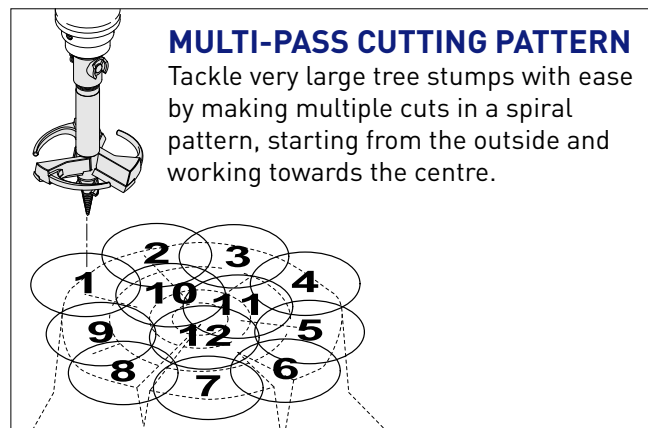 MULTI-PASS CUTTING PATTERN
Tackle very large tree stumps with ease
by making multiple cuts in a spiral
pattern, starting from the outside and
working towards the centre.
1
2
3
4
10
11
5
9
12
8
7
6